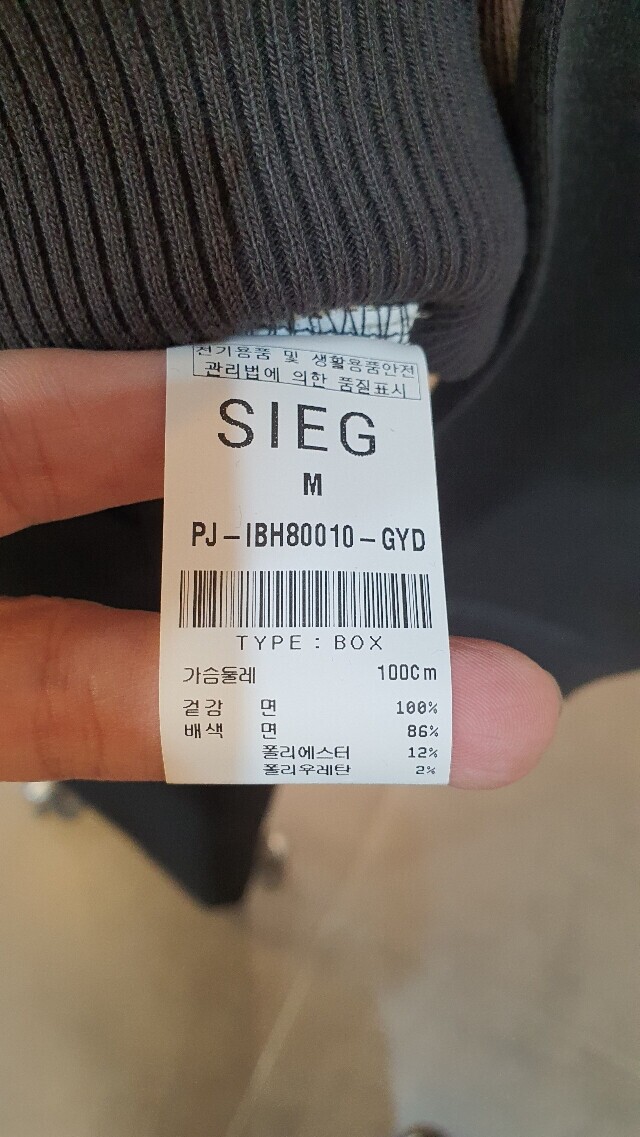 전기용품 및 생활용품안전
관리법에 의한 품질표시
SIEG
M
PJ-IBH80010-GYD
TYPE : BOX
가슴둘레 100Cm
겉감 면 100%
배색 면 86%
폴리에스터 12%
폴리우레탄 2%